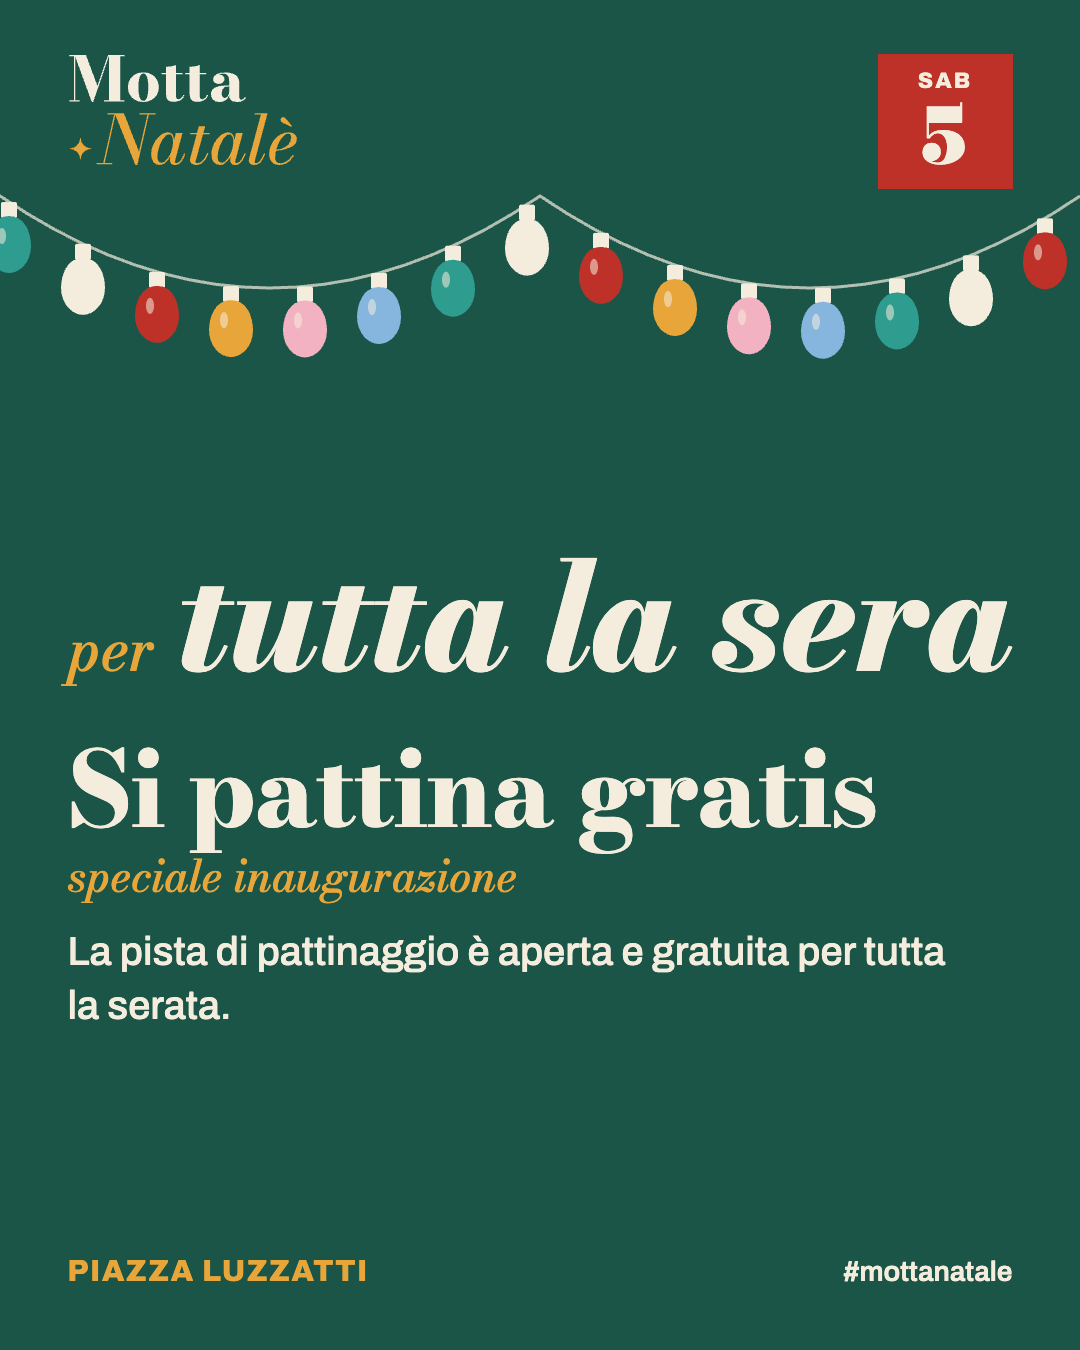 Motta
Natalè
SAB
5
per tutta la sera
Si pattina gratis
speciale inaugurazione
La pista di pattinaggio è aperta e gratuita per tutta
la serata.
PIAZZA LUZZATTI
#mottanatale